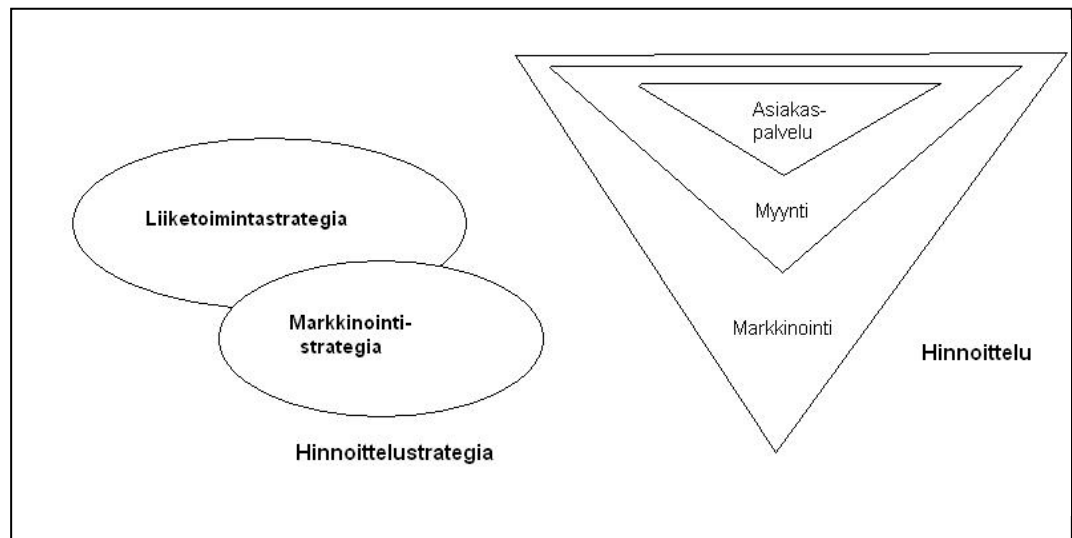 Liiketoimintastrategia
Markkinointi-
strategia
Hinnoittelustrategia
Asiakas-
palvelu
Myynti
Markkinointi
Hinnoittelu